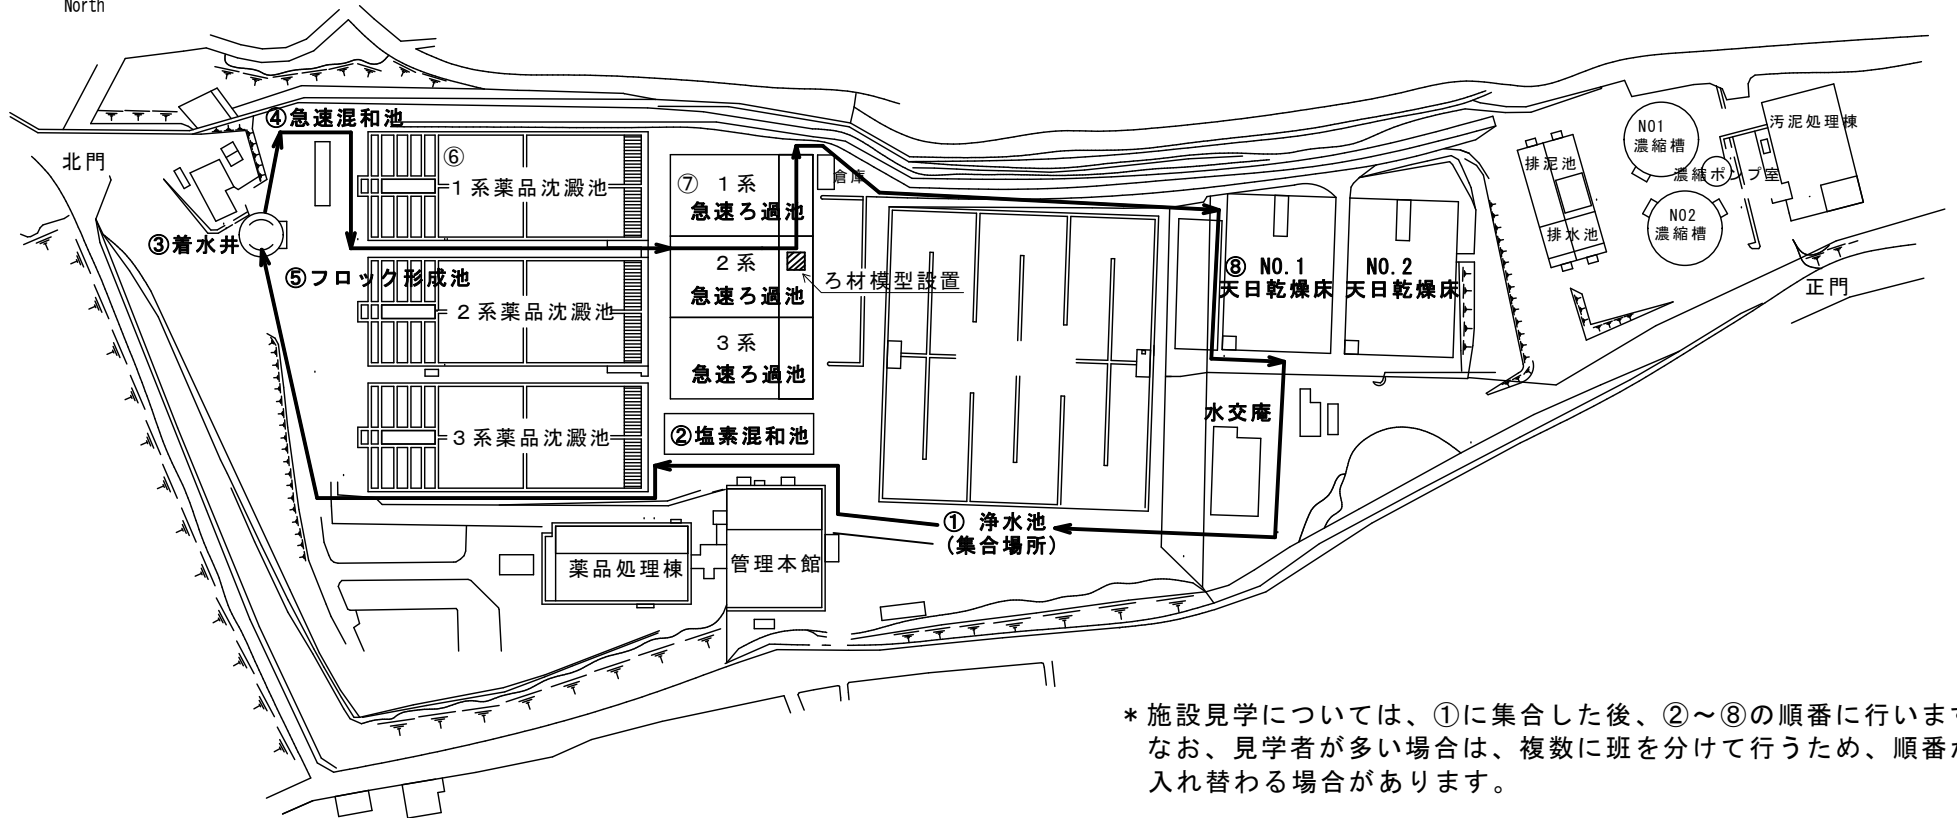 North
北門
④急速混和池
③着水井
⑤フロック形成池
⑥
1系薬品沈澱池
2系薬品沈澱池
3系薬品沈澱池
⑦ 1系
急速ろ過池
2系
急速ろ過池
3系
急速ろ過池
倉庫
ろ材模型設置
②塩素混和池
薬品処理棟
管理本館
① 浄水池
(集合場所)
⑧ NO.1
天日乾燥床
NO.2
天日乾燥床
水交庵
排泥池
排水池
NO1
濃縮槽
NO2
濃縮槽
濃縮ポンプ室
汚泥処理棟
正門
*施設見学については、①に集合した後、②～⑧の順番に行います
なお、見学者が多い場合は、複数に班を分けて行うため、順番が
入れ替わる場合があります。